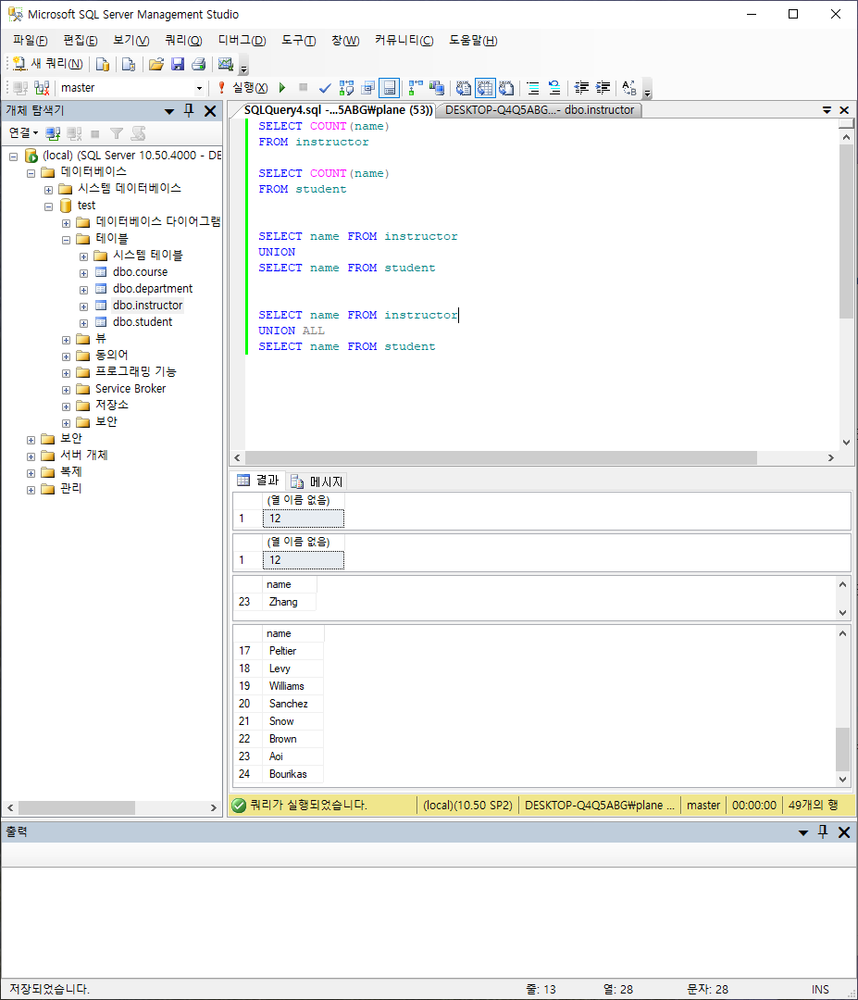 Microsoft SQL Server Management Studio
파일(F) 편집(E) 보기(V) 쿼리(Q) 디버그(D) 도구(T) 창(W) 커뮤니티(C) 도움말(H)
새 쿼리(N)
master 실행(X)
개체 탐색기
연결
(local) (SQL Server 10.50.4000 - DE
데이터베이스
시스템 데이터베이스
test
데이터베이스 다이어그램
테이블
시스템 테이블
dbo.course
dbo.department
dbo.instructor
dbo.student
뷰
동의어
프로그래밍 기능
Service Broker
저장소
보안
보안
서버 개체
복제
관리
SQLQuery4.sql -...5ABG₩plane (53)) DESKTOP-Q4Q5ABG...- dbo.instructor
SELECT COUNT(name)
FROM instructor
SELECT COUNT(name)
FROM student
SELECT name FROM instructor
UNION
SELECT name FROM student
SELECT name FROM instructor
UNION ALL
SELECT name FROM student
결과 메시지
(열 이름 없음)
1 12
(열 이름 없음)
1 12
name
23 Zhang
name
17 Peltier
18 Levy
19 Williams
20 Sanchez
21 Snow
22 Brown
23 Aoi
24 Bourikas
쿼리가 실행되었습니다. (local)(10.50 SP2) DESKTOP-Q4Q5ABG₩plane ... master 00:00:00 49개의 행
출력
저장되었습니다. 줄: 13 열: 28 문자: 28 INS